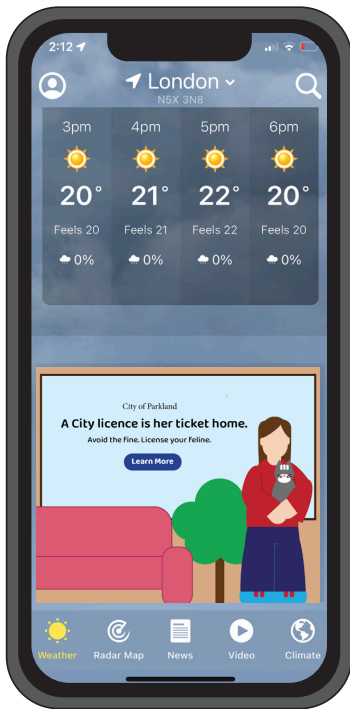 2:12
London
N5X 3N8
3pm 4pm 5pm 6pm
20° 21° 22° 20°
Feels 20 Feels 21 Feels 22 Feels 20
0% 0% 0% 0%
City of Parkland
A City licence is her ticket home.
Avoid the fine. License your feline.
Learn More
Weather Radar Map News Video Climate